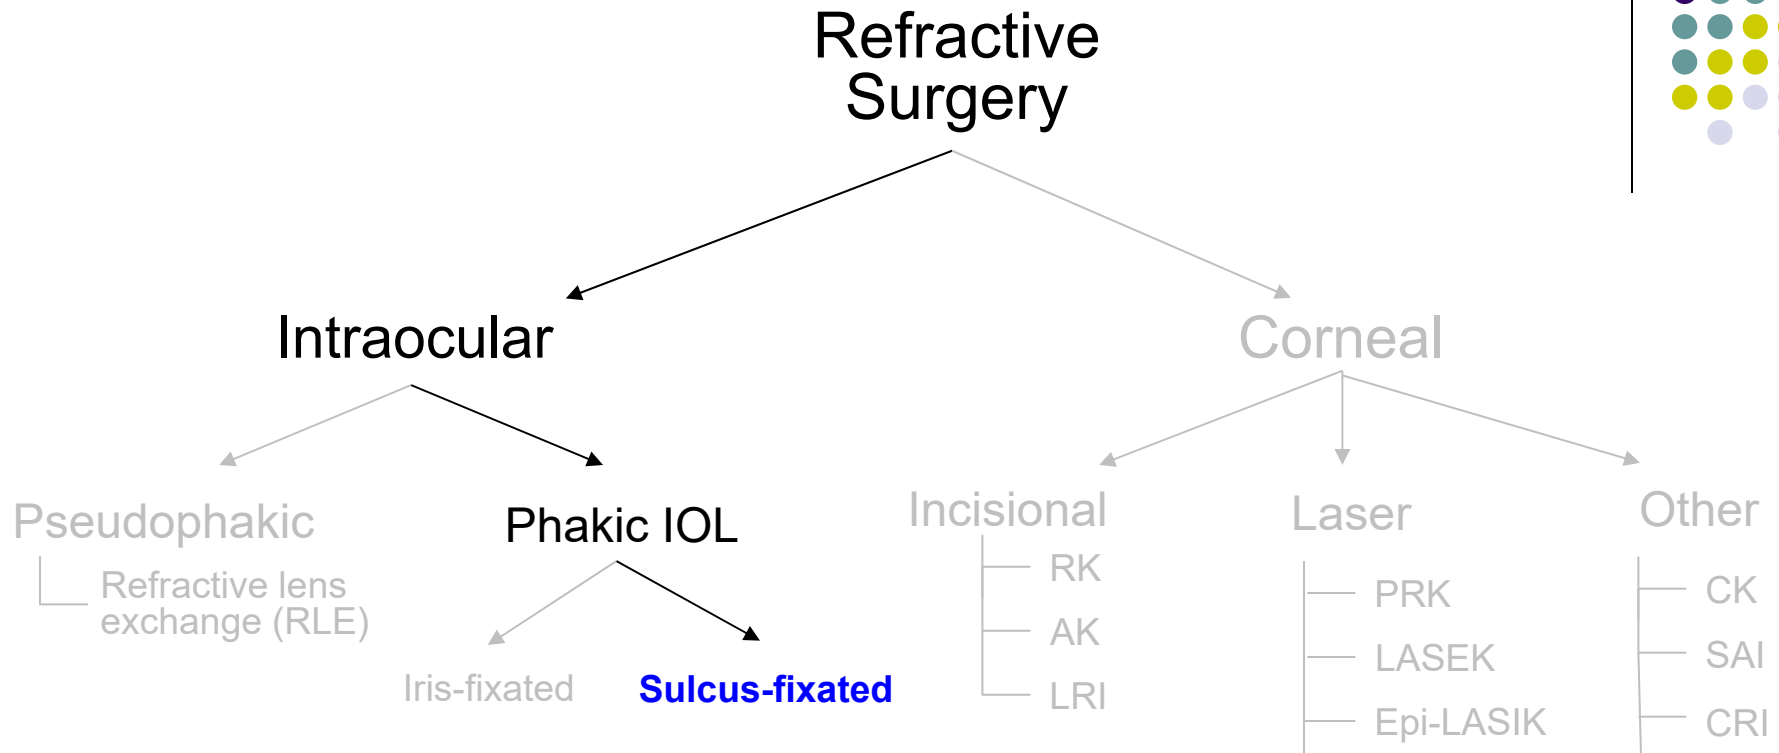 Refractive
Surgery
Intraocular
Corneal
Pseudophakic
Refractive lens
exchange (RLE)
Phakic IOL
Iris-fixated
Sulcus-fixated
Incisional
RK
AK
LRI
Laser
PRK
LASEK
Epi-LASIK
Other
CK
SAI
CRI